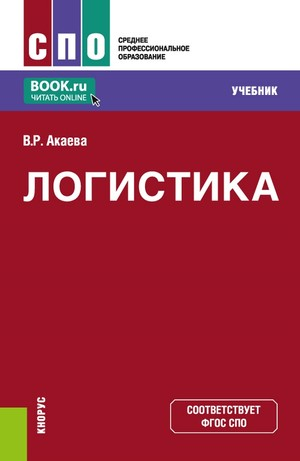 СПО
СРЕДНЕЕ
ПРОФЕССИОНАЛЬНОЕ
ОБРАЗОВАНИЕ
BOOK.ru
ЧИТАТЬ ONLINE
УЧЕБНИК
В.Р. Акаева
ЛОГИСТИКА
КНОРУС
СООТВЕТСТВУЕТ
ФГОС СПО